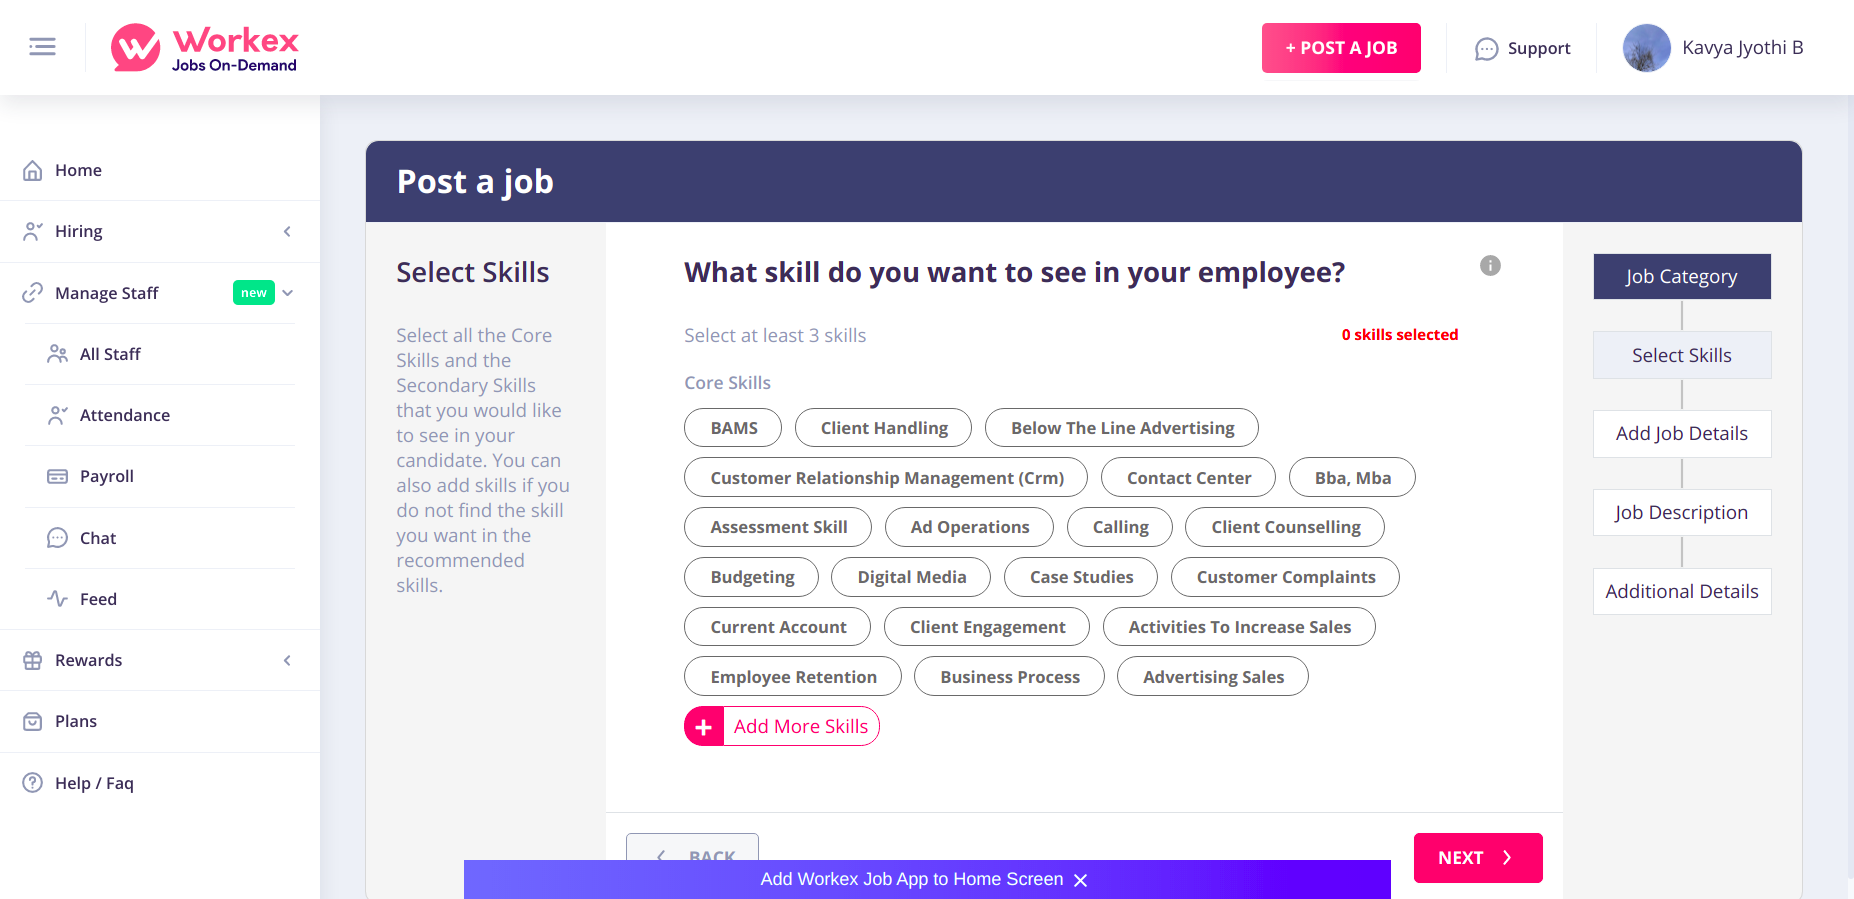 Workex
Jobs On-Demand
+ POST A JOB
Support
Kavya Jyothi B
Home
Hiring
Manage Staff
new
All Staff
Attendance
Payroll
Chat
Feed
Rewards
Plans
Help / Faq
Post a job
Select Skills
Select all the Core
Skills and the
Secondary Skills
that you would like
to see in your
candidate. You can
also add skills if you
do not find the skill
you want in the
recommended
skills.
What skill do you want to see in your employee?
Select at least 3 skills
0 skills selected
Core Skills
BAMS
Client Handling
Below The Line Advertising
Customer Relationship Management (Crm)
Contact Center
Bba, Mba
Assessment Skill
Ad Operations
Calling
Client Counselling
Budgeting
Digital Media
Case Studies
Customer Complaints
Current Account
Client Engagement
Activities To Increase Sales
Employee Retention
Business Process
Advertising Sales
+ Add More Skills
BACK
NEXT
Job Category
Select Skills
Add Job Details
Job Description
Additional Details
Add Workex Job App to Home Screen